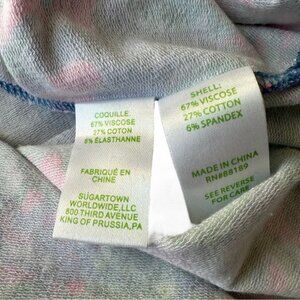 COQUILLE:
67% VISCOSE
27% COTON
6% ÉLASTHANNE
FABRIQUÉ EN
CHINE
SUGARTOWN
WORLDWIDE,LLC
800 THIRD AVENUE
KING OF PRUSSIA,PA
SHELL:
67% VISCOSE
27% COTTON
6% SPANDEX
MADE IN CHINA
RN#88189
SEE REVERSE
FOR CARE